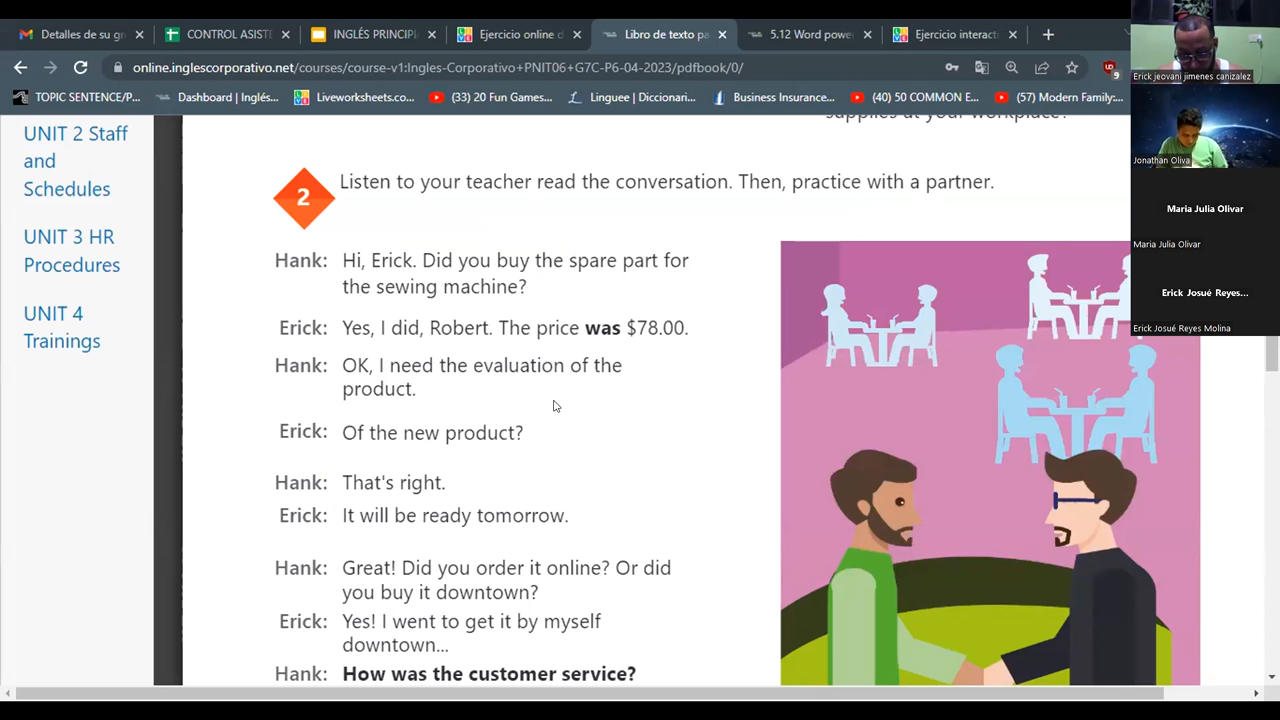 Detalles de su gn
CONTROL ASISTE
INGLÉS PRINCIPI
Ejercicio online d
Libro de texto pa
5.12 Word powe
Ejercicio interact
online.inglescorporativo.net/courses/course-v1:Ingles-Corporativo+PNIT06+G7C-P6-04-2023/pdfbook/0/
9
TOPIC SENTENCE/P...
Dashboard | Inglés...
Liveworksheets.co...
(33) 20 Fun Games...
Linguee | Diccionari...
Business Insurance...
(40) 50 COMMON E...
(57) Modern Family:...
Erick jeovani jimenes canizalez
Jonathan Oliva
Maria Julia Olivar
Maria Julia Olivar
Erick Josué Reyes...
Erick Josué Reyes Molina
UNIT 2 Staff
and
Schedules
UNIT 3 HR
Procedures
UNIT 4
Trainings
supplies at your workplace?
2
Listen to your teacher read the conversation. Then, practice with a partner.
Hank: Hi, Erick. Did you buy the spare part for
the sewing machine?
Erick: Yes, I did, Robert. The price was $78.00.
Hank: OK, I need the evaluation of the
product.
Erick: Of the new product?
Hank: That's right.
Erick: It will be ready tomorrow.
Hank: Great! Did you order it online? Or did
you buy it downtown?
Erick: Yes! I went to get it by myself
downtown...
Hank: How was the customer service?